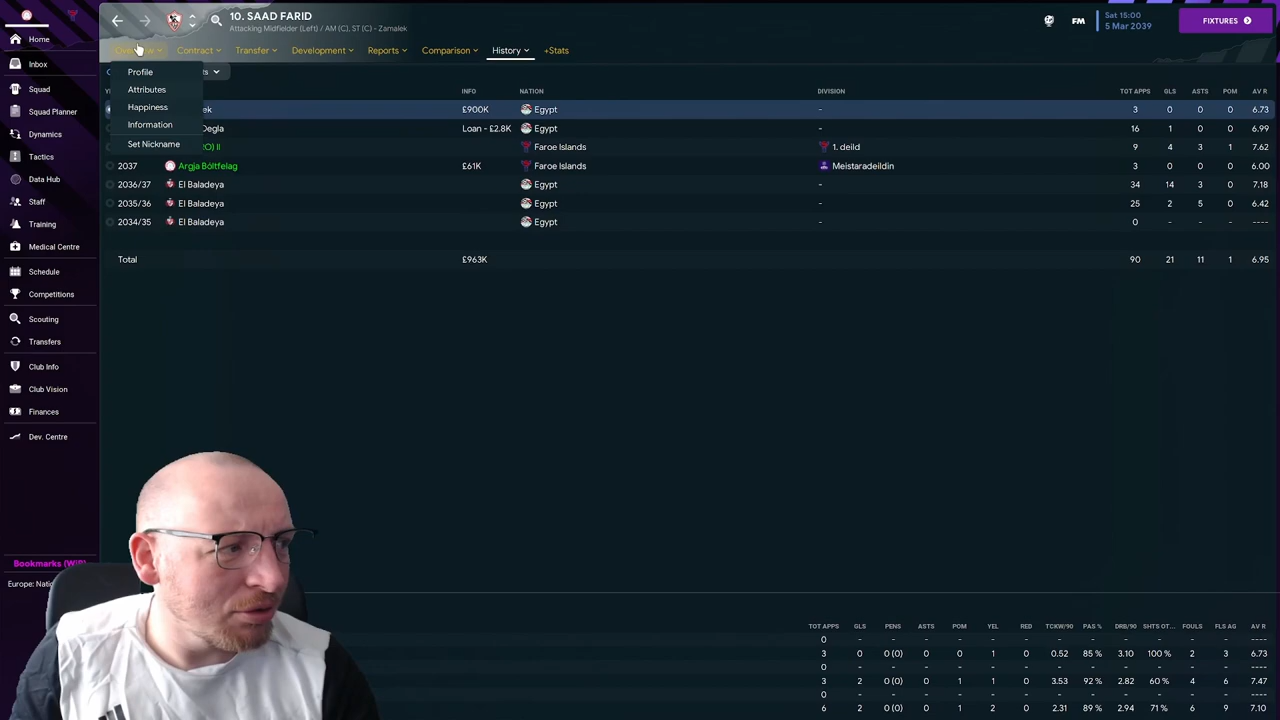 10. SAAD FARID
Attacking Midfielder (Left) / AM (C), ST (C) - Zamalek
FM
Sat 15:00
5 Mar 2039
FIXTURES
Contract
Transfer
Development
Reports
Comparison
History
+Stats
Profile
Attributes
Happiness
Information
Set Nickname
Home
Inbox
Squad
Squad Planner
Dynamics
Tactics
Data Hub
Staff
Training
Medical Centre
Schedule
Competitions
Scouting
Transfers
Club Info
Club Vision
Finances
Dev. Centre
INFO NATION DIVISION TOT APPS GLS ASTS POM AV R
£900K Egypt - 3 0 0 0 6.73
Degla Loan - £2.8K Egypt - 16 1 0 0 6.99
II Faroe Islands 1. deild 9 4 3 1 7.62
2037 Argja Bóltfelag £61K Faroe Islands Meistaradeildin 3 0 0 0 6.00
2036/37 El Baladeya Egypt - 34 14 3 0 7.18
2035/36 El Baladeya Egypt - 25 2 5 0 6.42
2034/35 El Baladeya Egypt - 0 - - - ----
Total £963K 90 21 11 1 6.95
Bookmarks (WIP)
Europe:
TOT APPS GLS PENS ASTS POM YEL RED TCKW/90 PAS % DRB/90 SHTS OT... FOULS FLS AG AV R
0 - - - - - - - - - - - - ----
3 0 0 (0) 0 0 1 0 0.52 85 % 3.10 100 % 2 3 6.73
0 - - - - - - - - - - - - ----
3 2 0 (0) 0 1 1 0 3.53 92 % 2.82 60 % 4 6 7.47
0 - - - - - - - - - - - - ----
6 2 0 (0) 0 1 2 0 2.31 89 % 2.94 71 % 6 9 7.10